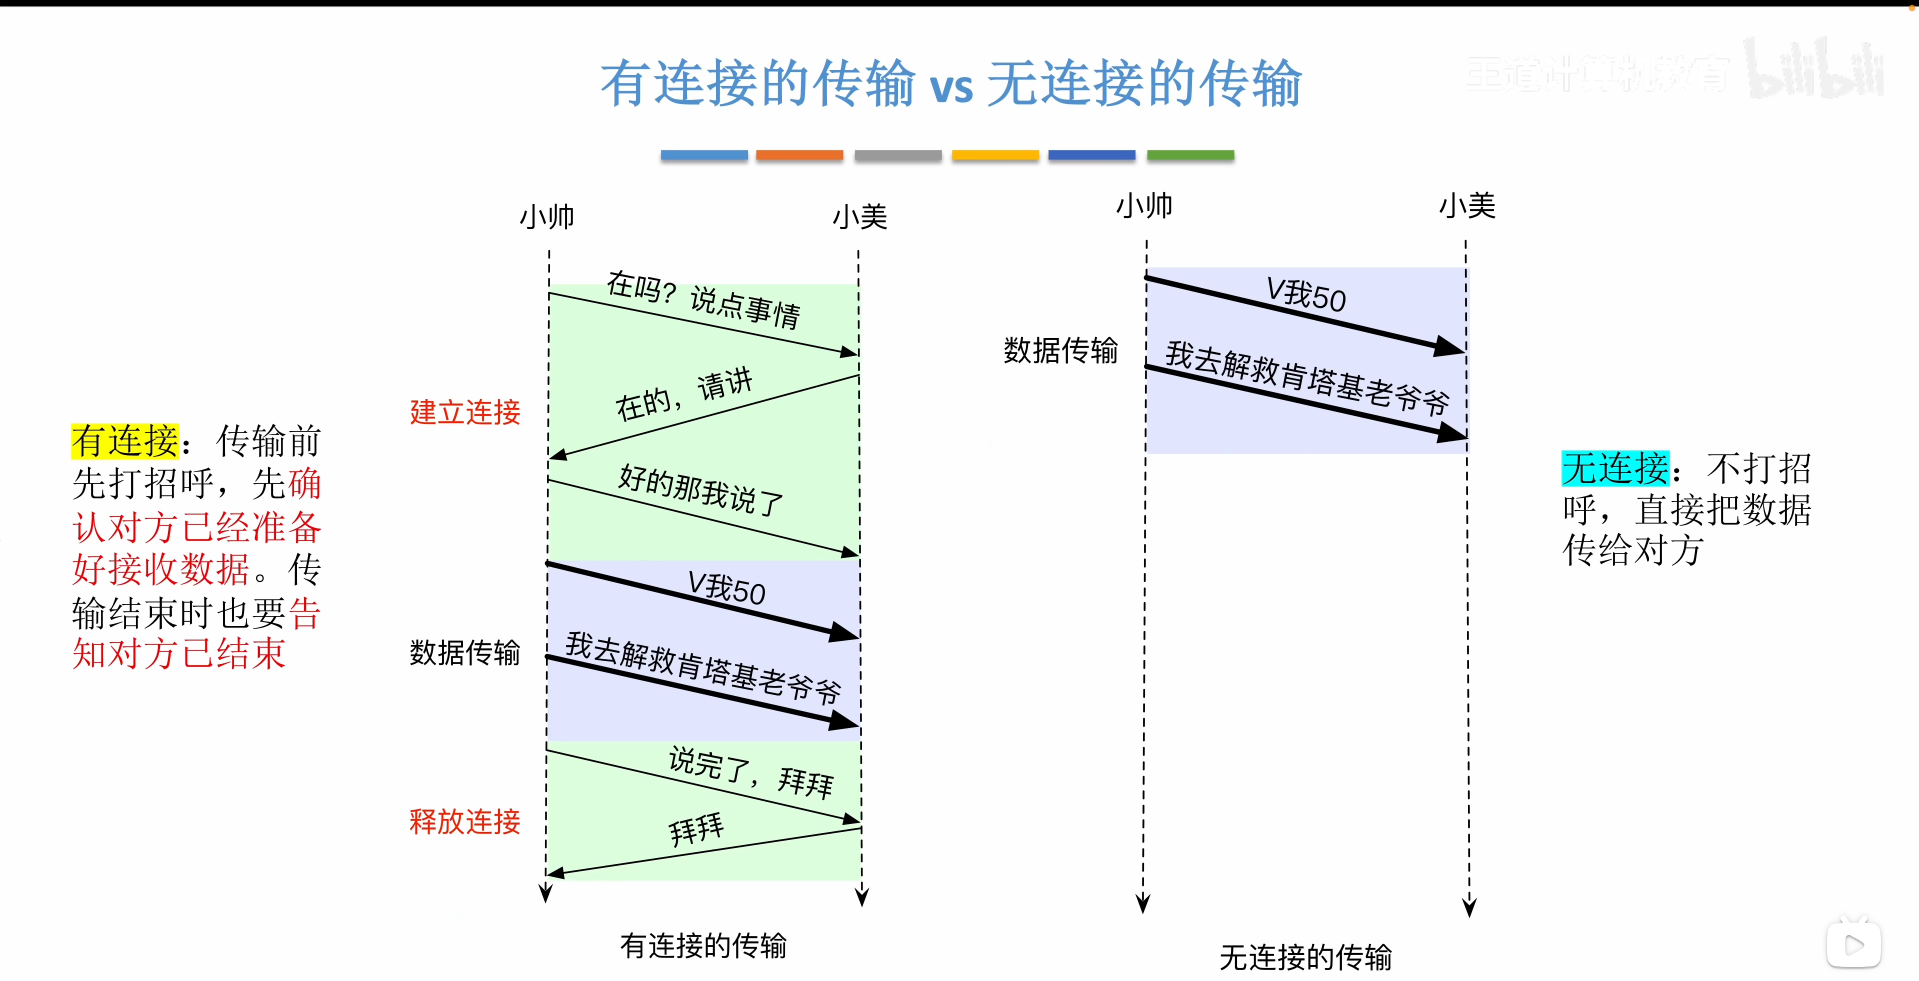 有连接的传输 vs 无连接的传输
王道计算机教育 bilibili
小帅
小美
在吗？说点事情
在的，请讲
好的那我说了
建立连接
V我50
我去解救肯塔基老爷爷
数据传输
说完了，拜拜
拜拜
释放连接
有连接的传输
有连接：传输前
先打招呼，先确
认对方已经准备
好接收数据。传
输结束时也要告
知对方已结束
小帅
小美
V我50
我去解救肯塔基老爷爷
数据传输
无连接的传输
无连接：不打招
呼，直接把数据
传给对方